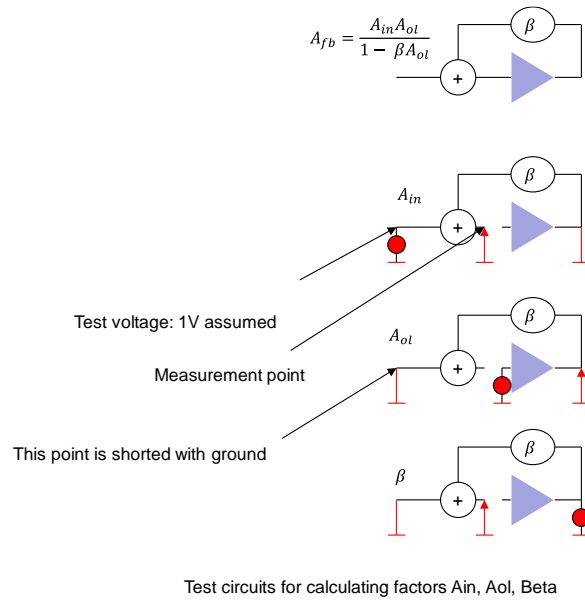 β
A_fb = A_in A_ol / 1 - βA_ol
+
β
A_in
+
Test voltage: 1V assumed
β
A_ol
Measurement point
+
This point is shorted with ground
β
β
+
Test circuits for calculating factors Ain, Aol, Beta